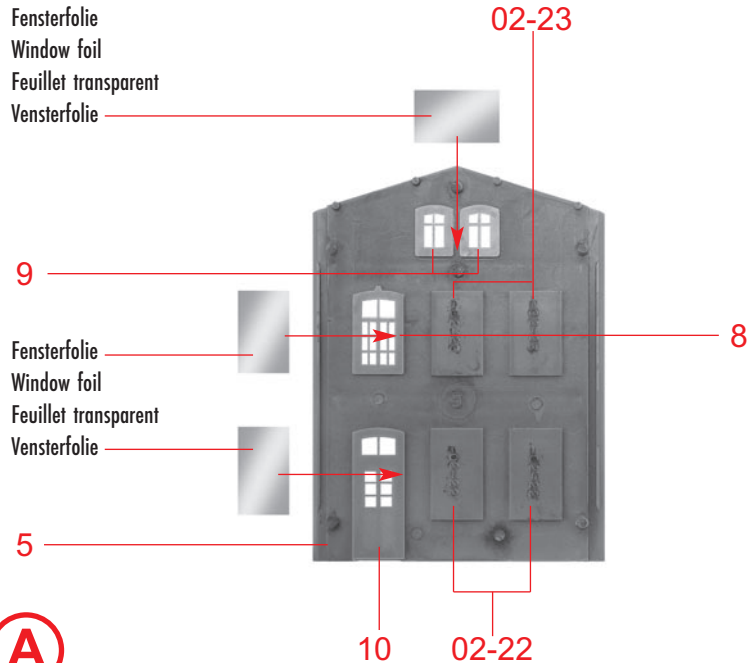 Fensterfolie
Window foil
Feuillet transparent
Vensterfolie
02-23
9
8
Fensterfolie
Window foil
Feuillet transparent
Vensterfolie
5
10
02-22
A